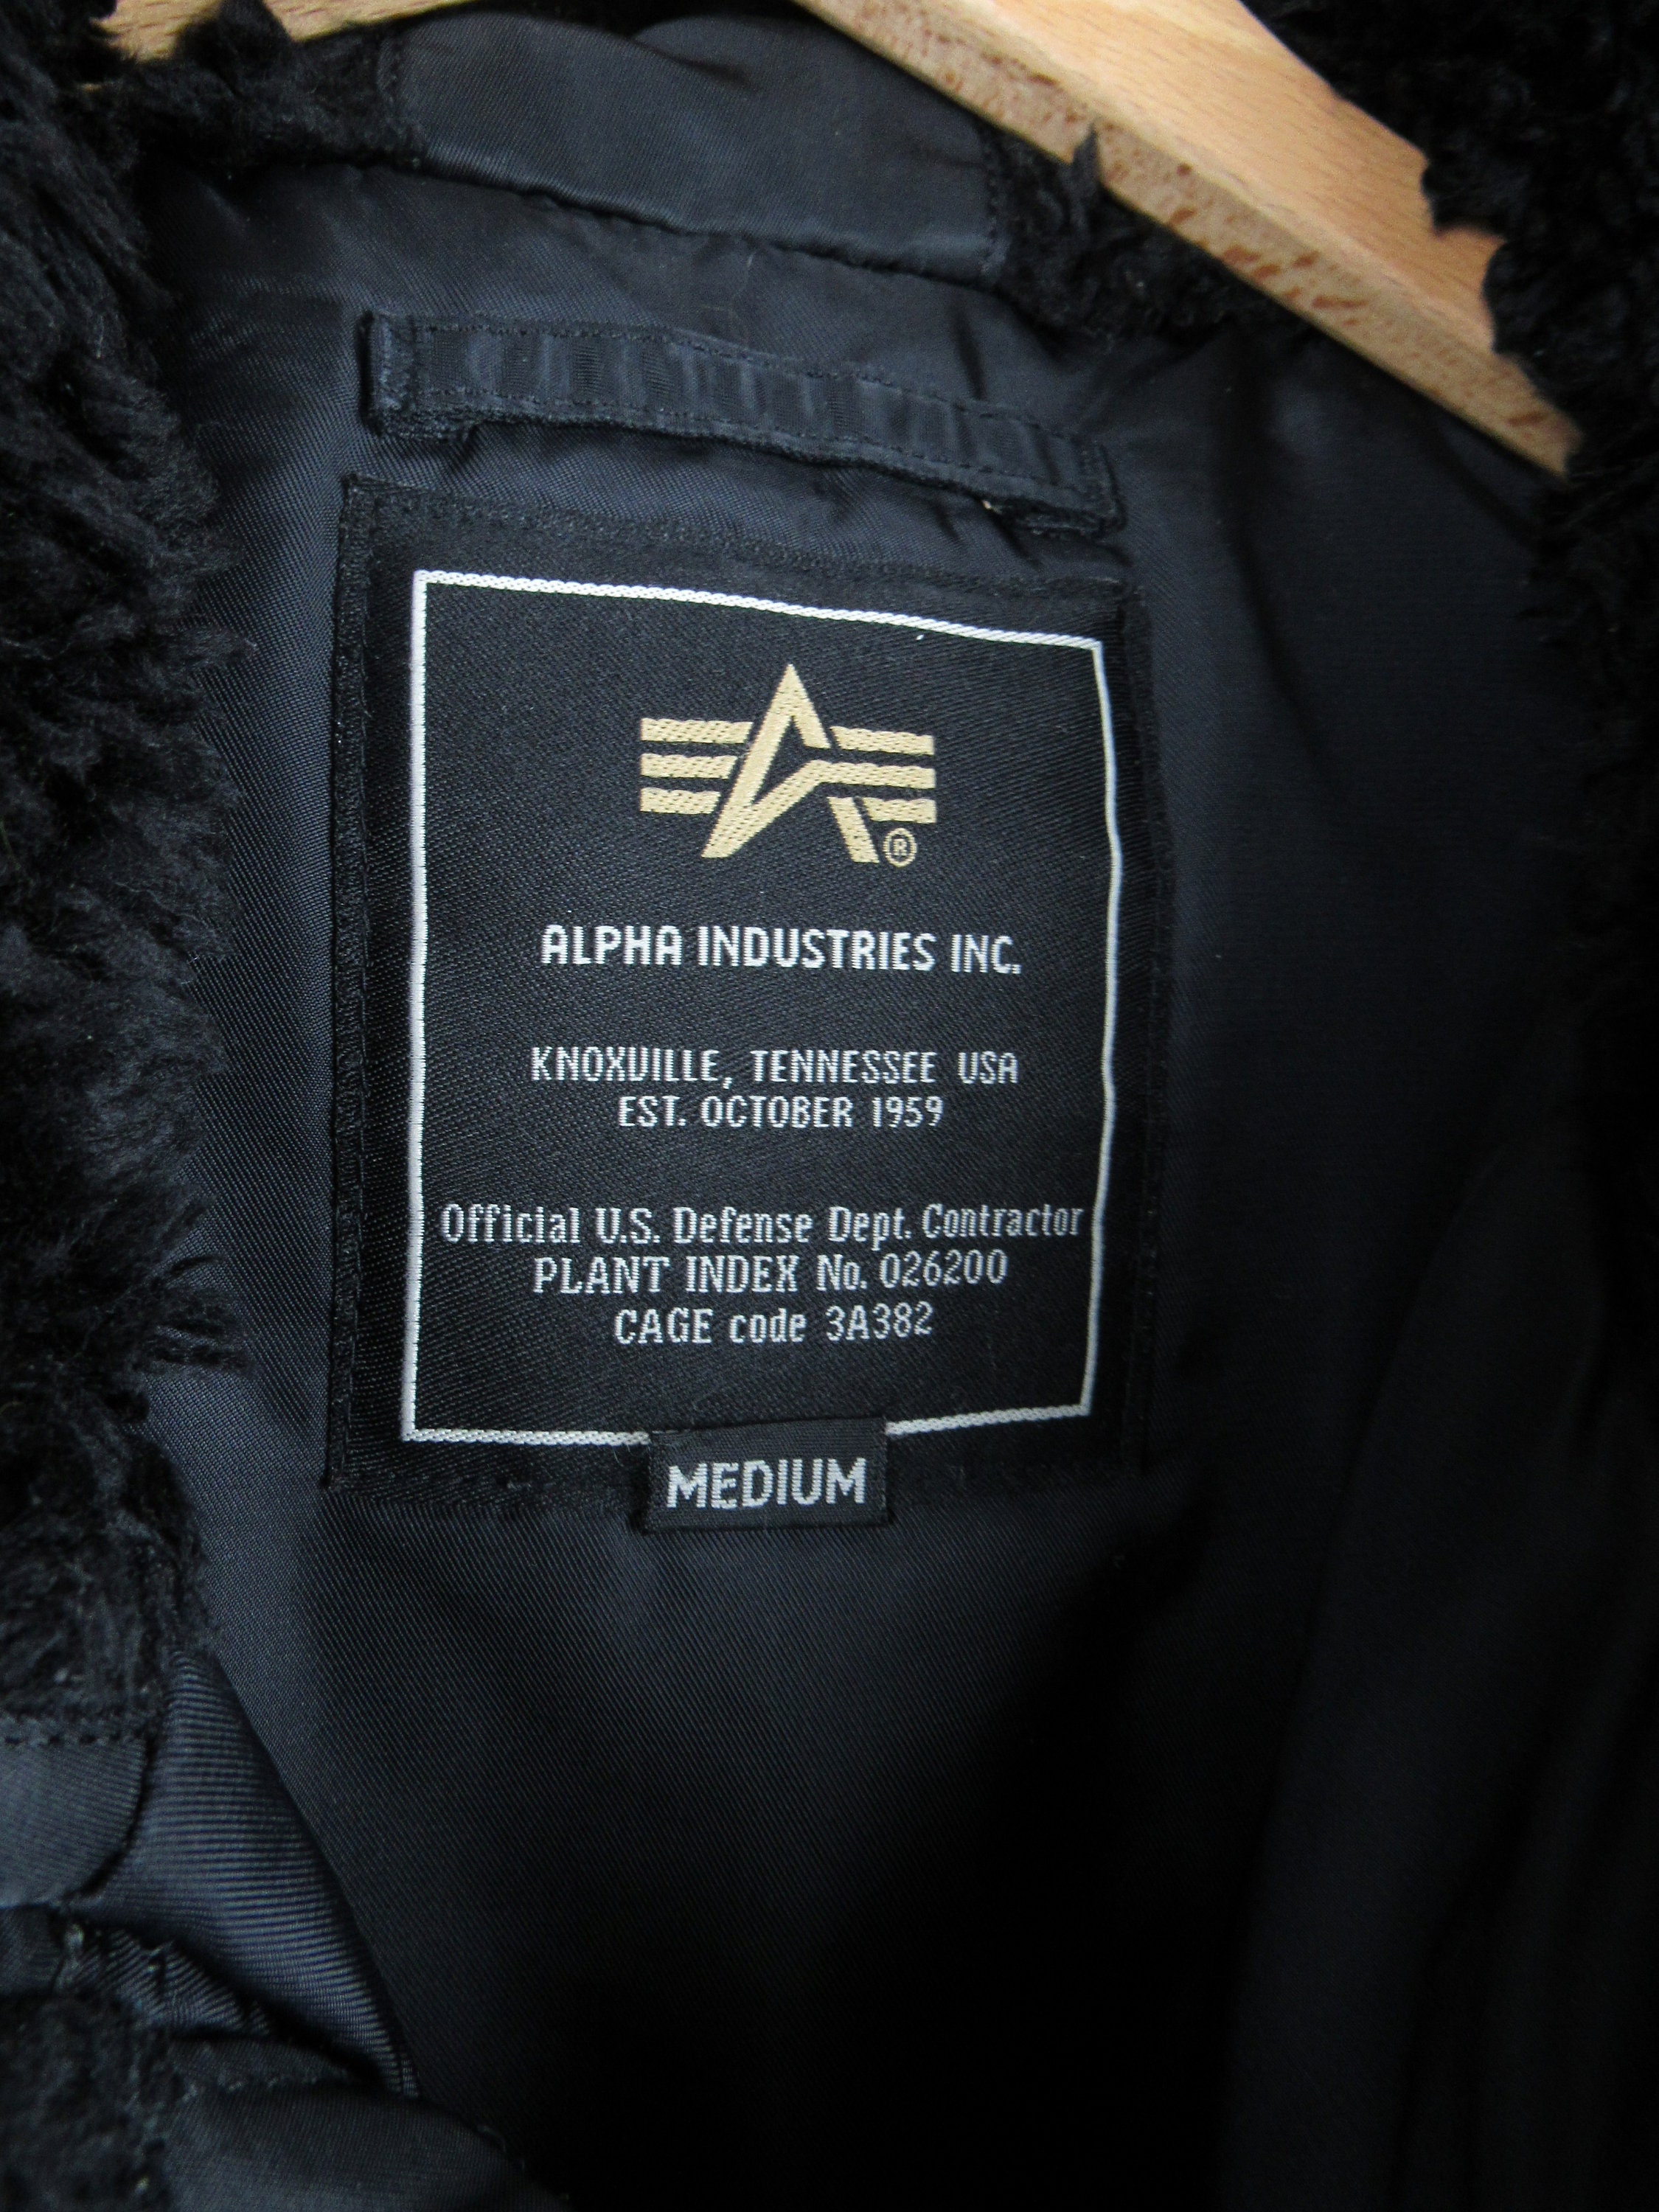 ®
ALPHA INDUSTRIES INC.
KNOXVILLE, TENNESSEE USA
EST. OCTOBER 1959
Official U.S. Defense Dept. Contractor
PLANT INDEX No. 026200
CAGE code 3A382
MEDIUM